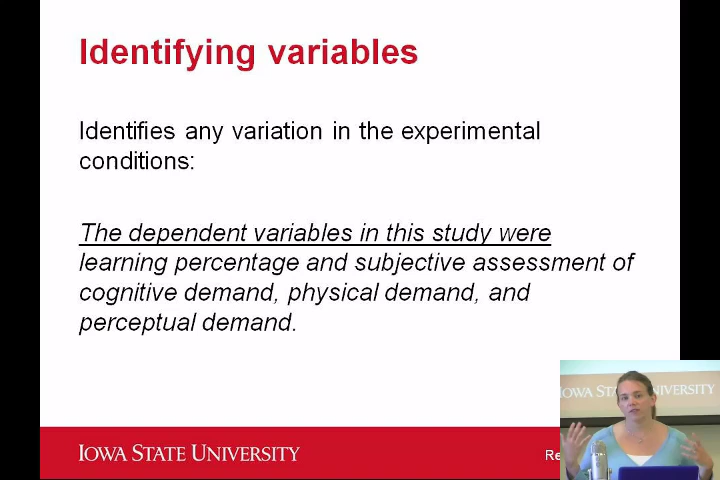 Identifying variables
Identifies any variation in the experimental
conditions:
The dependent variables in this study were
learning percentage and subjective assessment of
cognitive demand, physical demand, and
perceptual demand.
IOWA STATE UNIVERSITY
IOWA STATE UNIVERSITY